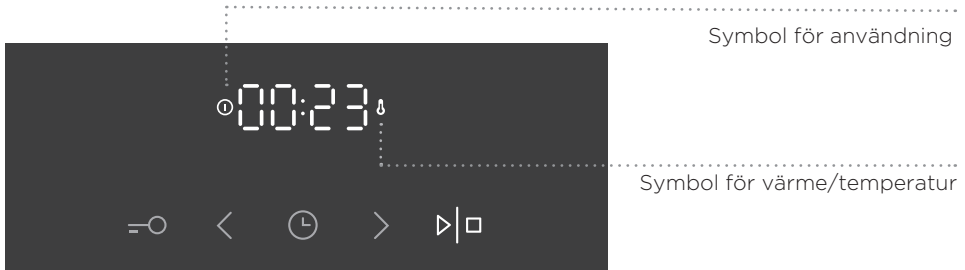 Symbol för användning
00:23
Symbol för värme/temperatur